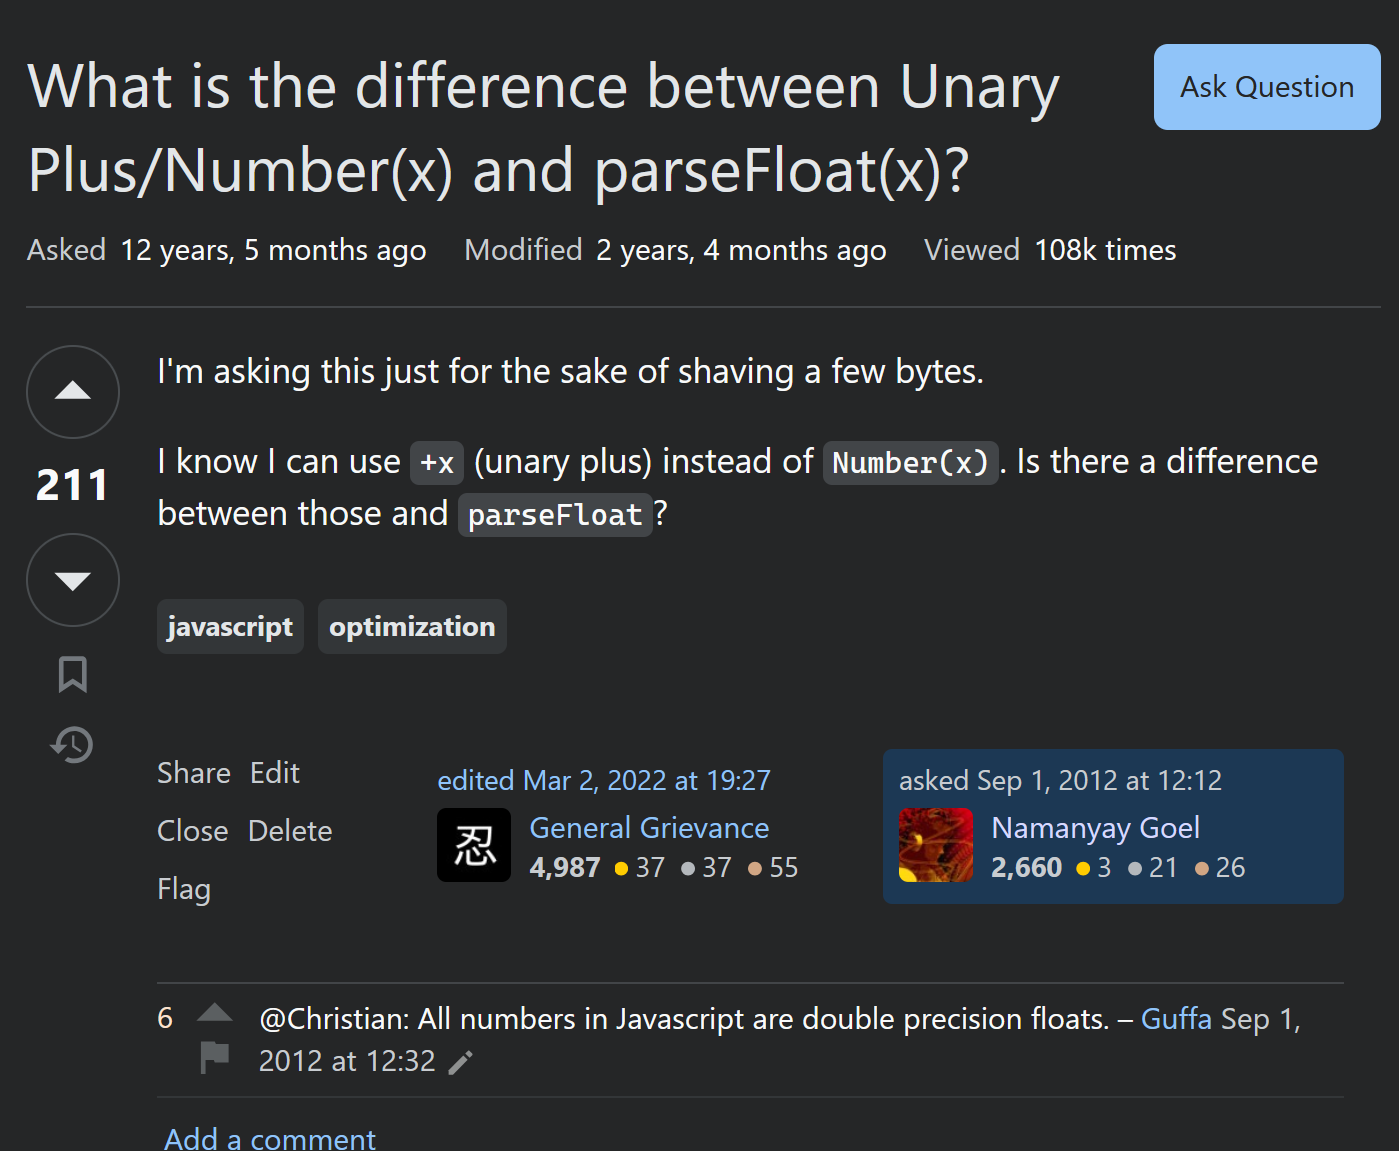 What is the difference between Unary
Plus/Number(x) and parseFloat(x)?
Ask Question
Asked 12 years, 5 months ago Modified 2 years, 4 months ago Viewed 108k times
211
I'm asking this just for the sake of shaving a few bytes.
I know I can use +x (unary plus) instead of Number(x). Is there a difference
between those and parseFloat?
javascript optimization
Share Edit
Close Delete
Flag
edited Mar 2, 2022 at 19:27
忍
General Grievance
4,987 37 37 55
asked Sep 1, 2012 at 12:12
Namanyay Goel
2,660 3 21 26
6 @Christian: All numbers in Javascript are double precision floats. – Guffa Sep 1,
2012 at 12:32
Add a comment